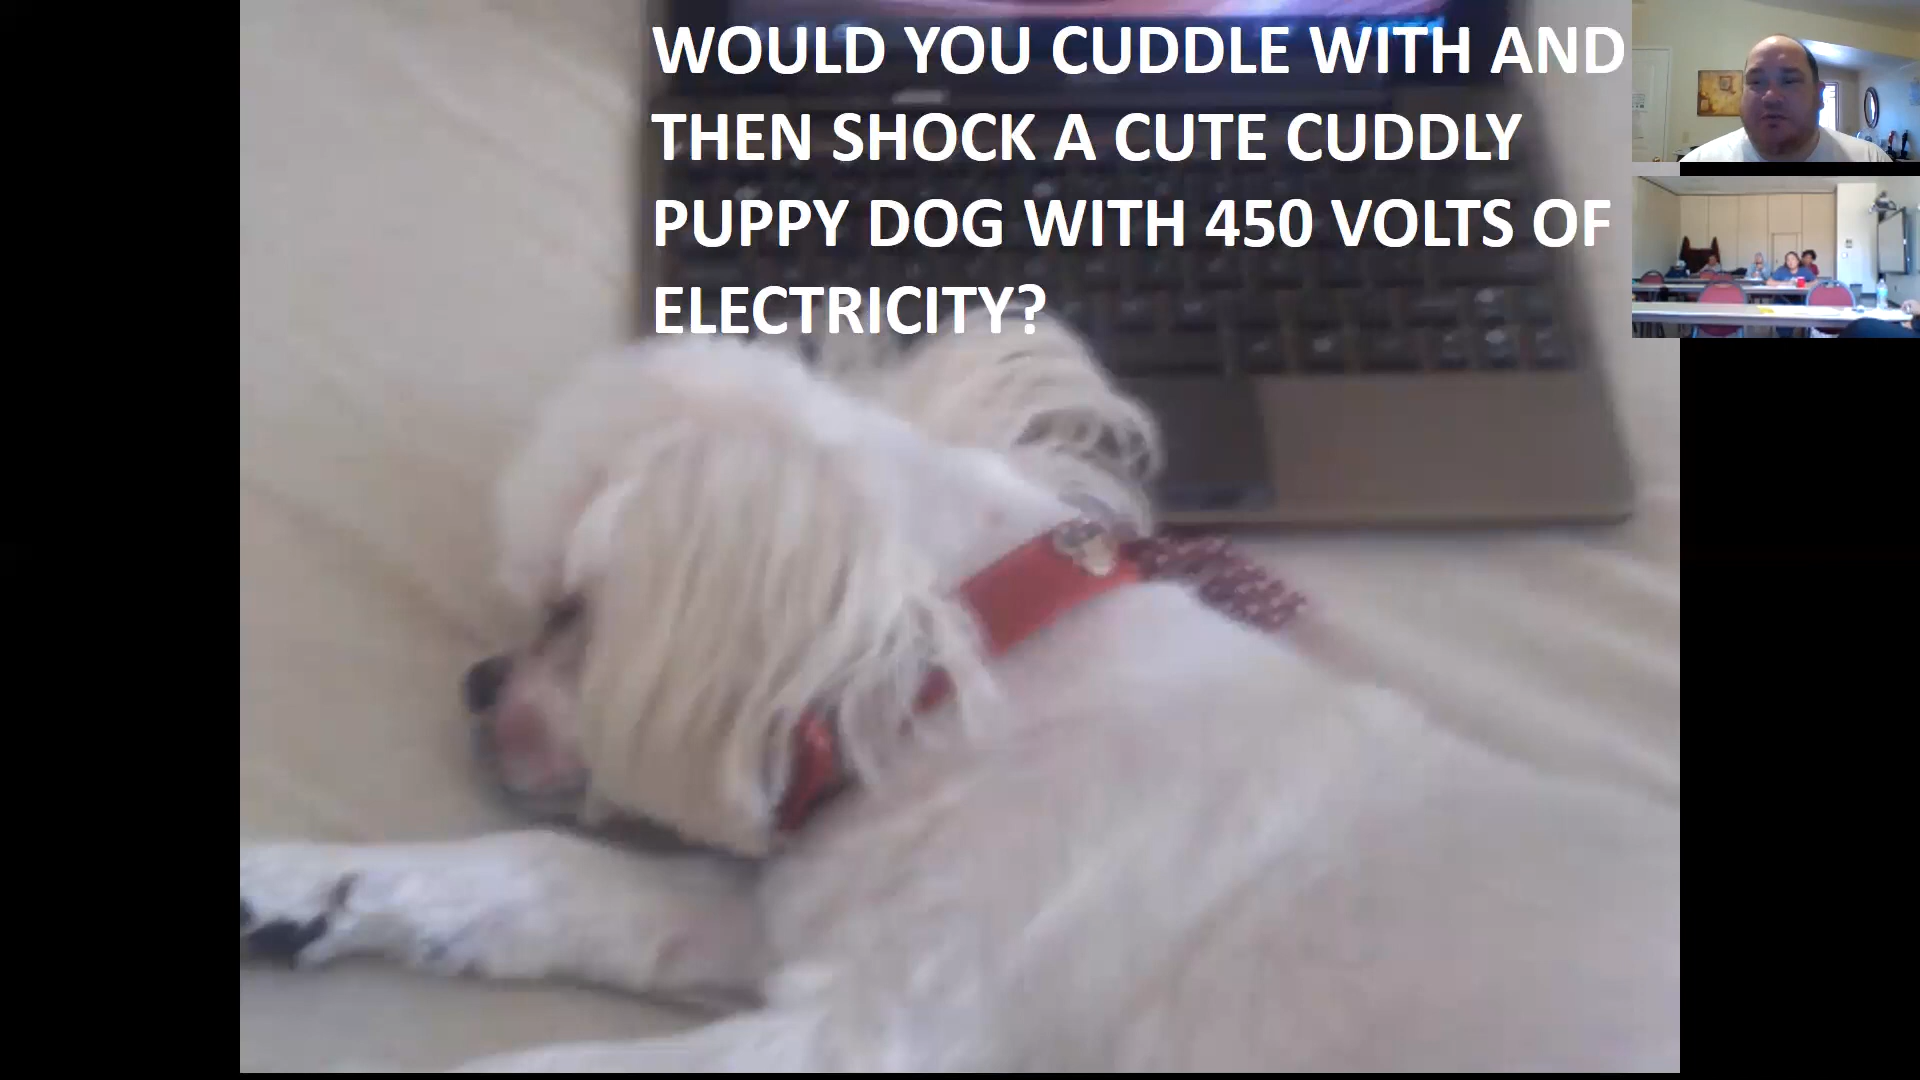 WOULD YOU CUDDLE WITH AND
THEN SHOCK A CUTE CUDDLY
PUPPY DOG WITH 450 VOLTS OF
ELECTRICITY?